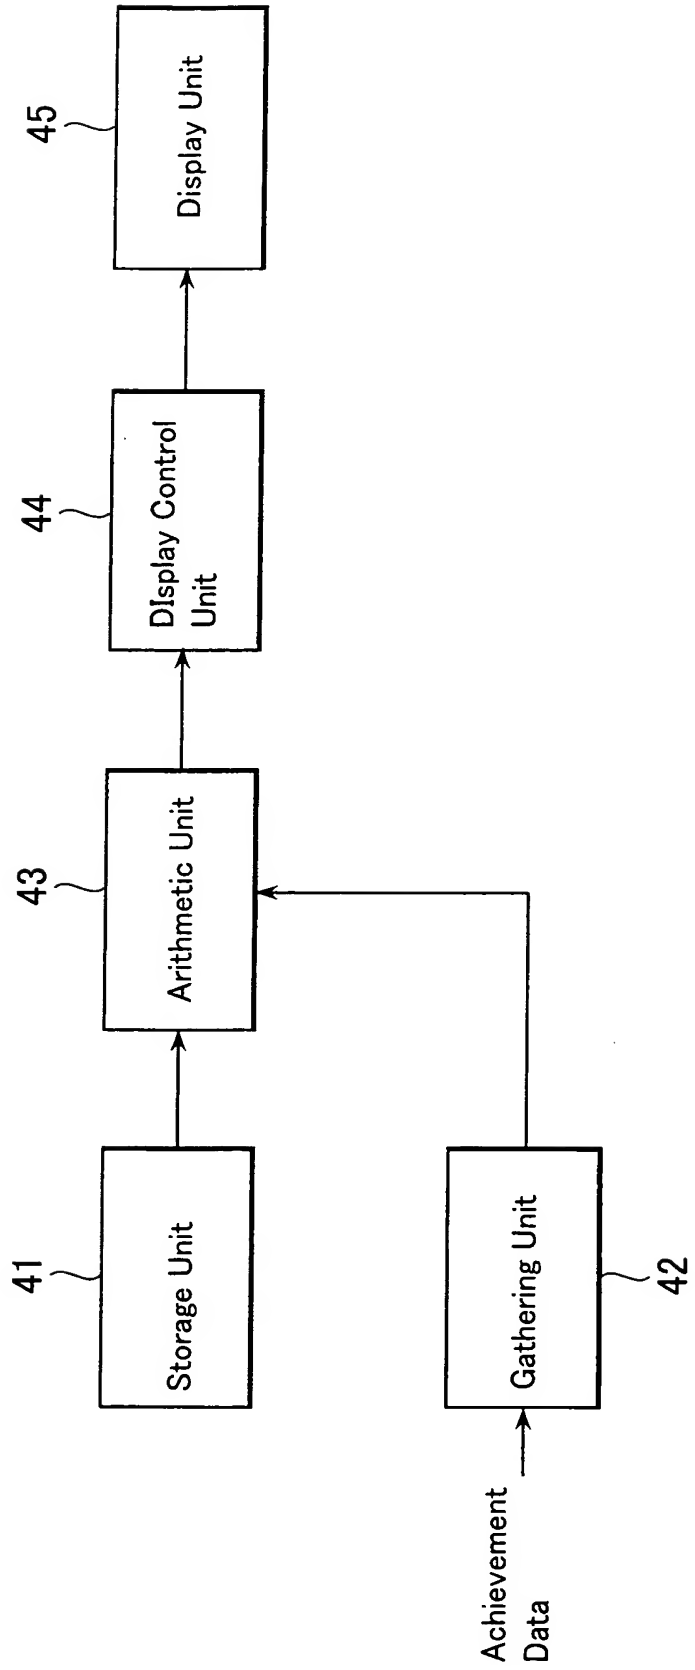 41
Storage Unit
43
Arithmetic Unit
44
DIsplay Control
Unit
45
Display Unit
Achievement
Data
Gathering Unit
42